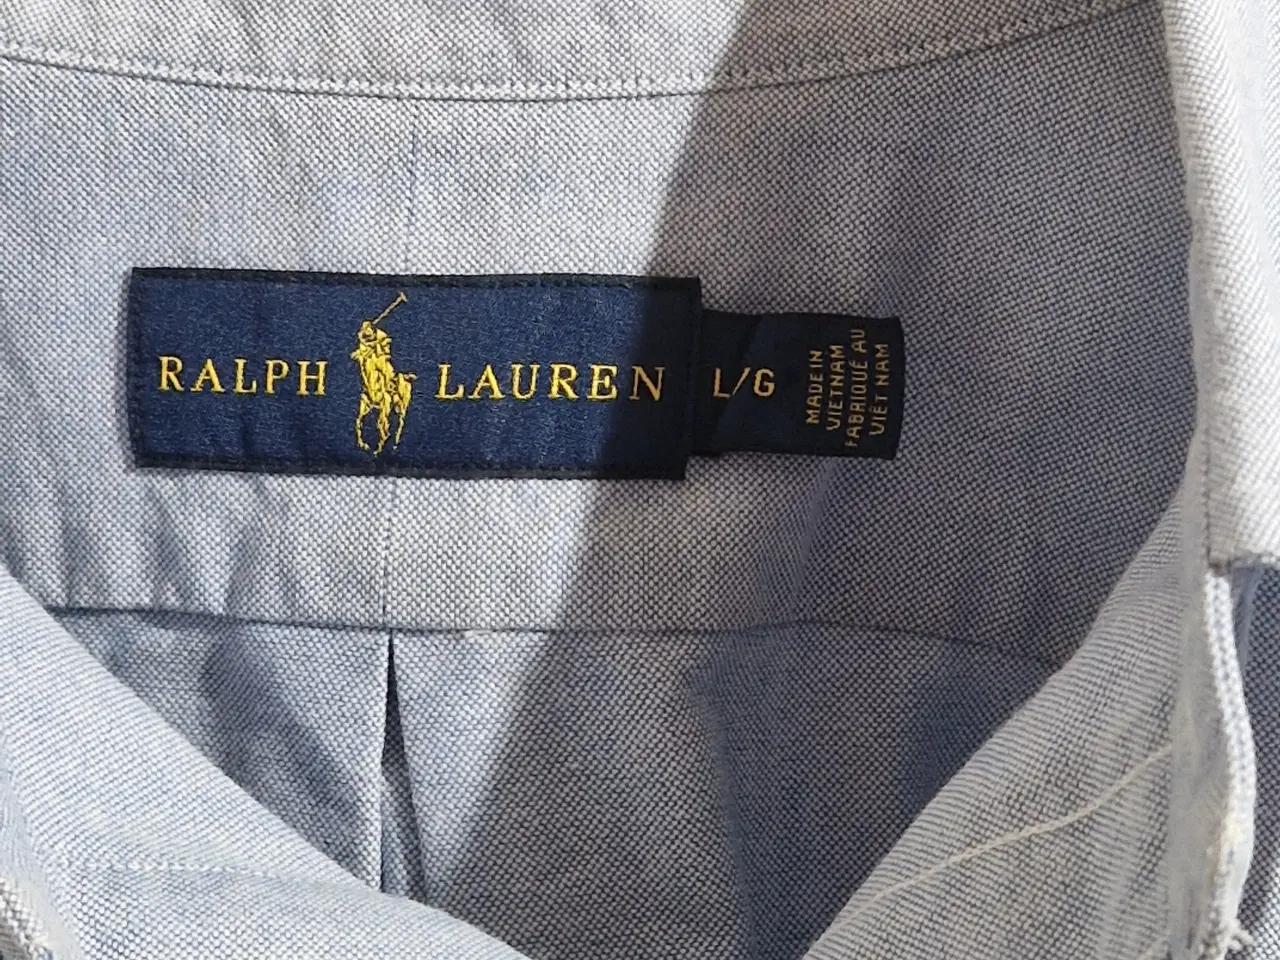 RALPH LAUREN
L/G
MADE IN
VIETNAM
FABRIQUÉ AU
VIÊT NAM